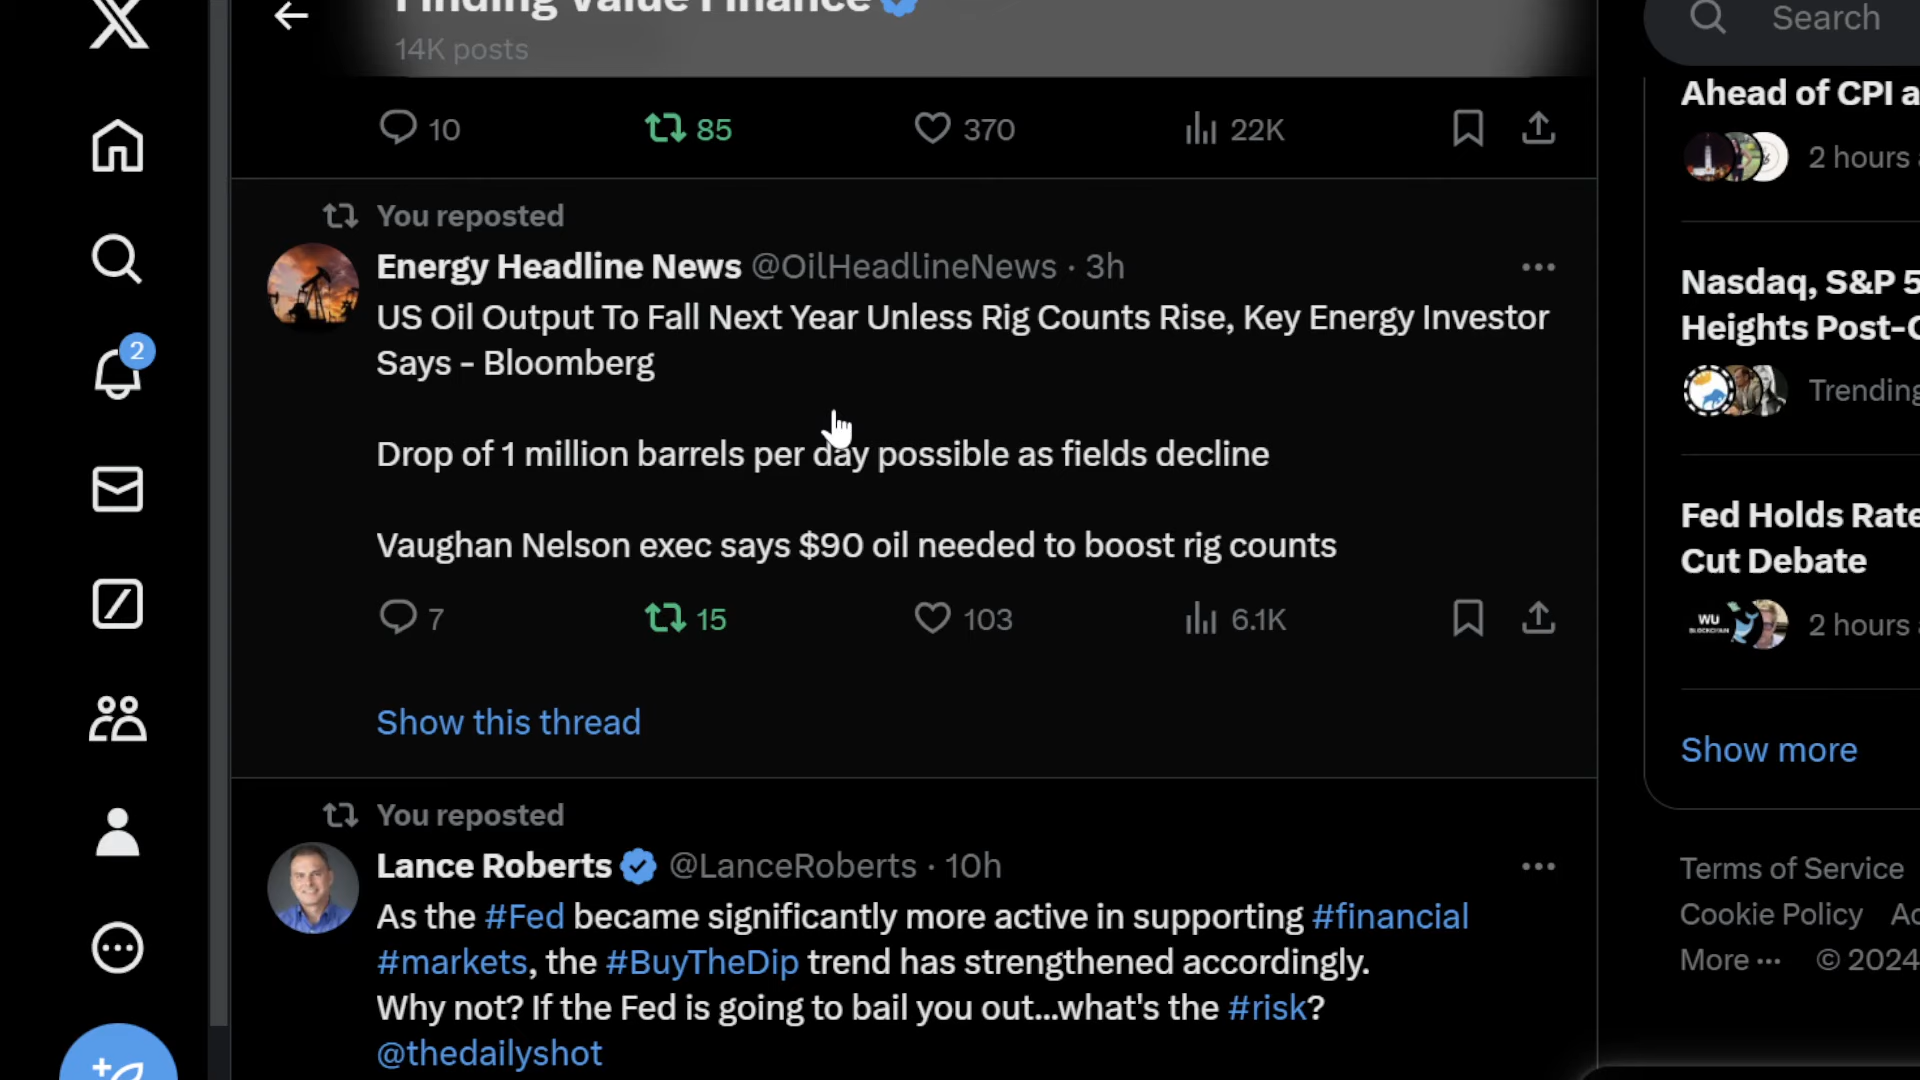 Finding Value Finance
14K posts
10 85 370 22K
You reposted
Energy Headline News @OilHeadlineNews · 3h
US Oil Output To Fall Next Year Unless Rig Counts Rise, Key Energy Investor
Says - Bloomberg
Drop of 1 million barrels per day possible as fields decline
Vaughan Nelson exec says $90 oil needed to boost rig counts
7 15 103 6.1K
Show this thread
You reposted
Lance Roberts @LanceRoberts · 10h
As the #Fed became significantly more active in supporting #financial
#markets, the #BuyTheDip trend has strengthened accordingly.
Why not? If the Fed is going to bail you out...what's the #risk?
@thedailyshot
2
Search
Ahead of CPI a
2 hours
Nasdaq, S&P 5
Heights Post-C
Trending
Fed Holds Rate
Cut Debate
WU
BLOCKCHAIN
2 hours
Show more
Terms of Service
Cookie Policy Ac
More ··· © 2024